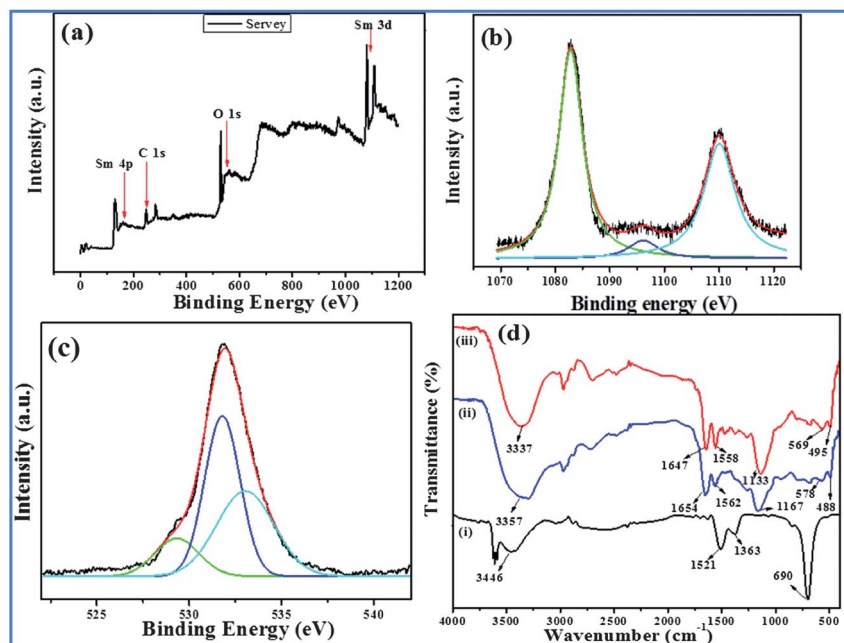 (a)
Servey
Sm 3d
O 1s
C 1s
Sm 4p
Intensity (a.u.)
0 200 400 600 800 1000 1200
Binding Energy (eV)
(b)
Intensity (a.u.)
1070 1080 1090 1100 1110 1120
Binding energy (eV)
(c)
Intensity (a.u.)
525 530 535 540
Binding Energy (eV)
(d)
(iii)
(ii)
(i)
Transmittance (%)
3337
1647
1558
1133
569
495
3357
1654
1562
1167
578
488
3446
1521
1363
690
4000 3500 3000 2500 2000 1500 1000 500
Wavenumber (cm⁻¹)